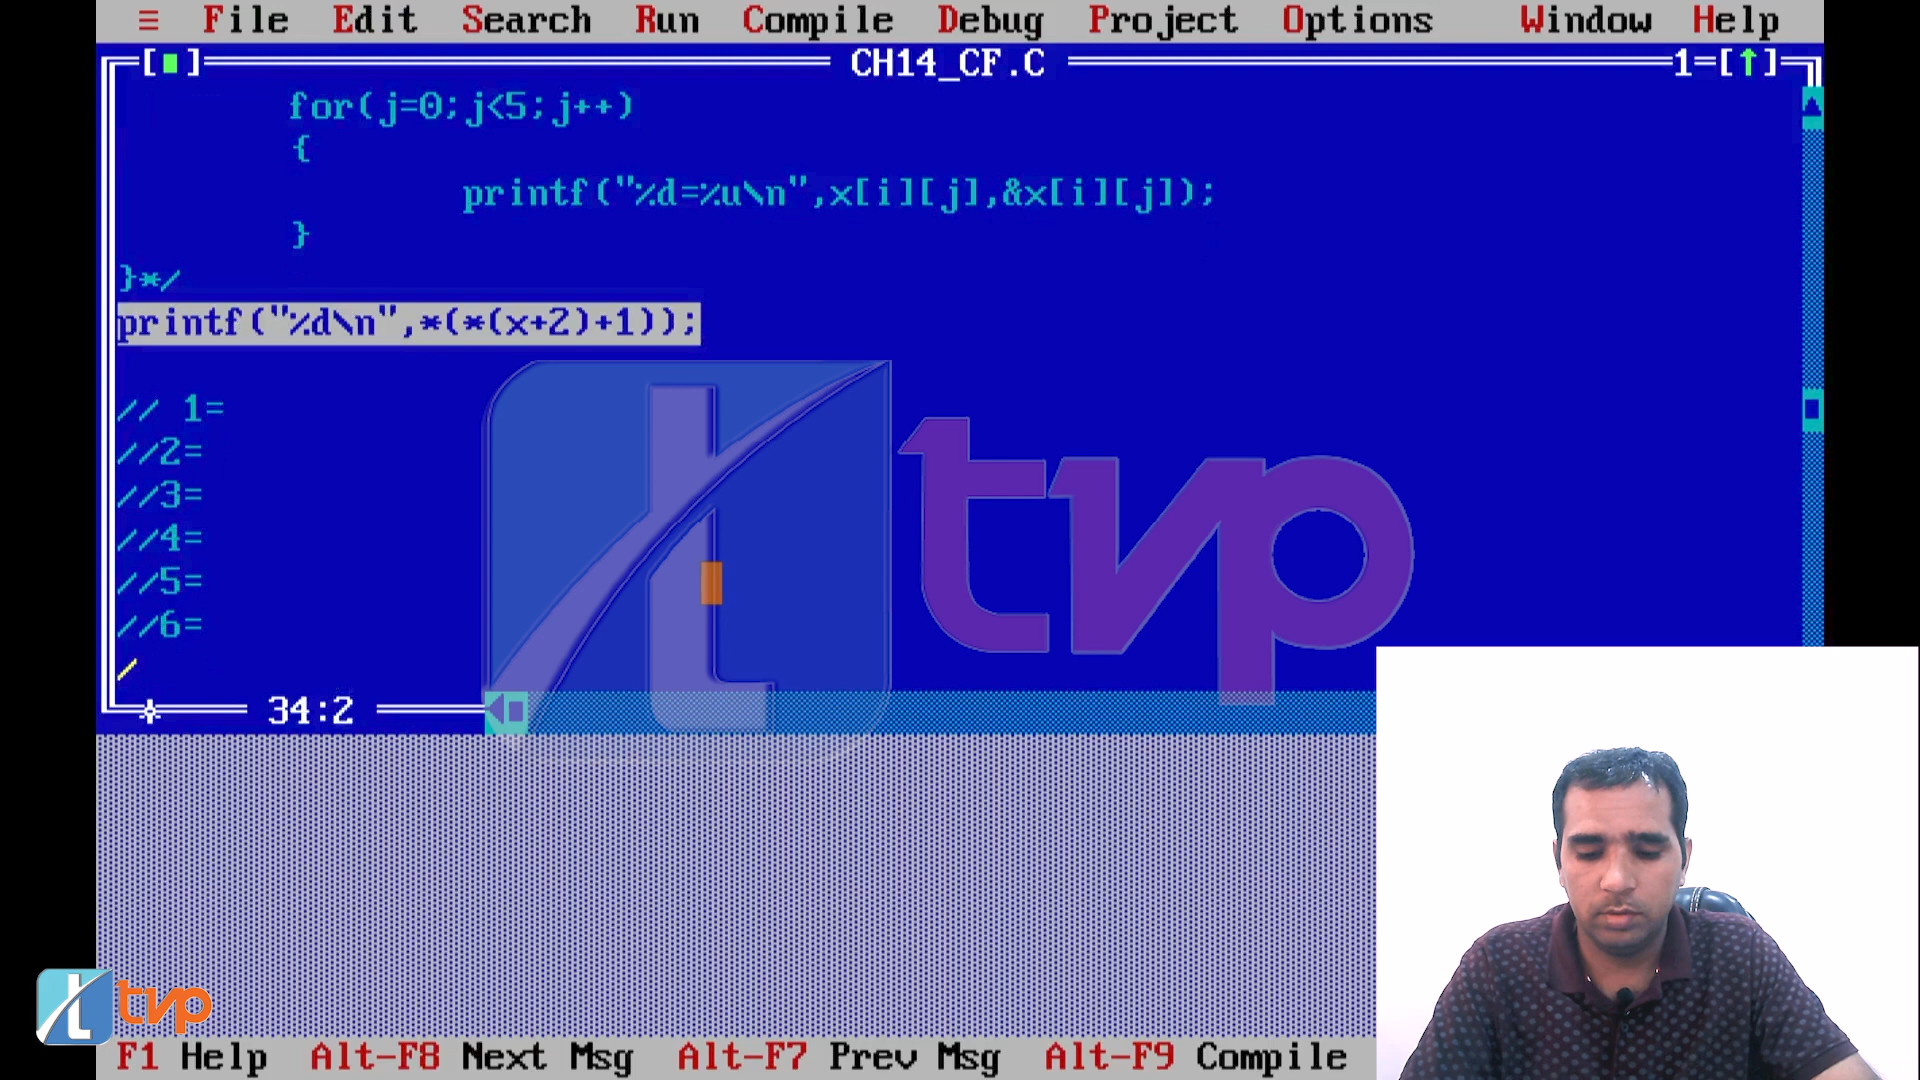 ≡ File Edit Search Run Compile Debug Project Options Window Help
[■] CH14_CF.C 1=[↑]
for(j=0;j<5;j++)
{
printf("%d=%u\n",x[i][j],&x[i][j]);
}
}*/
printf("%d\n",*(*(x+2)+1));
// 1=
//2=
//3=
//4=
//5=
//6=
/
34:2
tvp
t tvp
F1 Help Alt-F8 Next Msg Alt-F7 Prev Msg Alt-F9 Compile